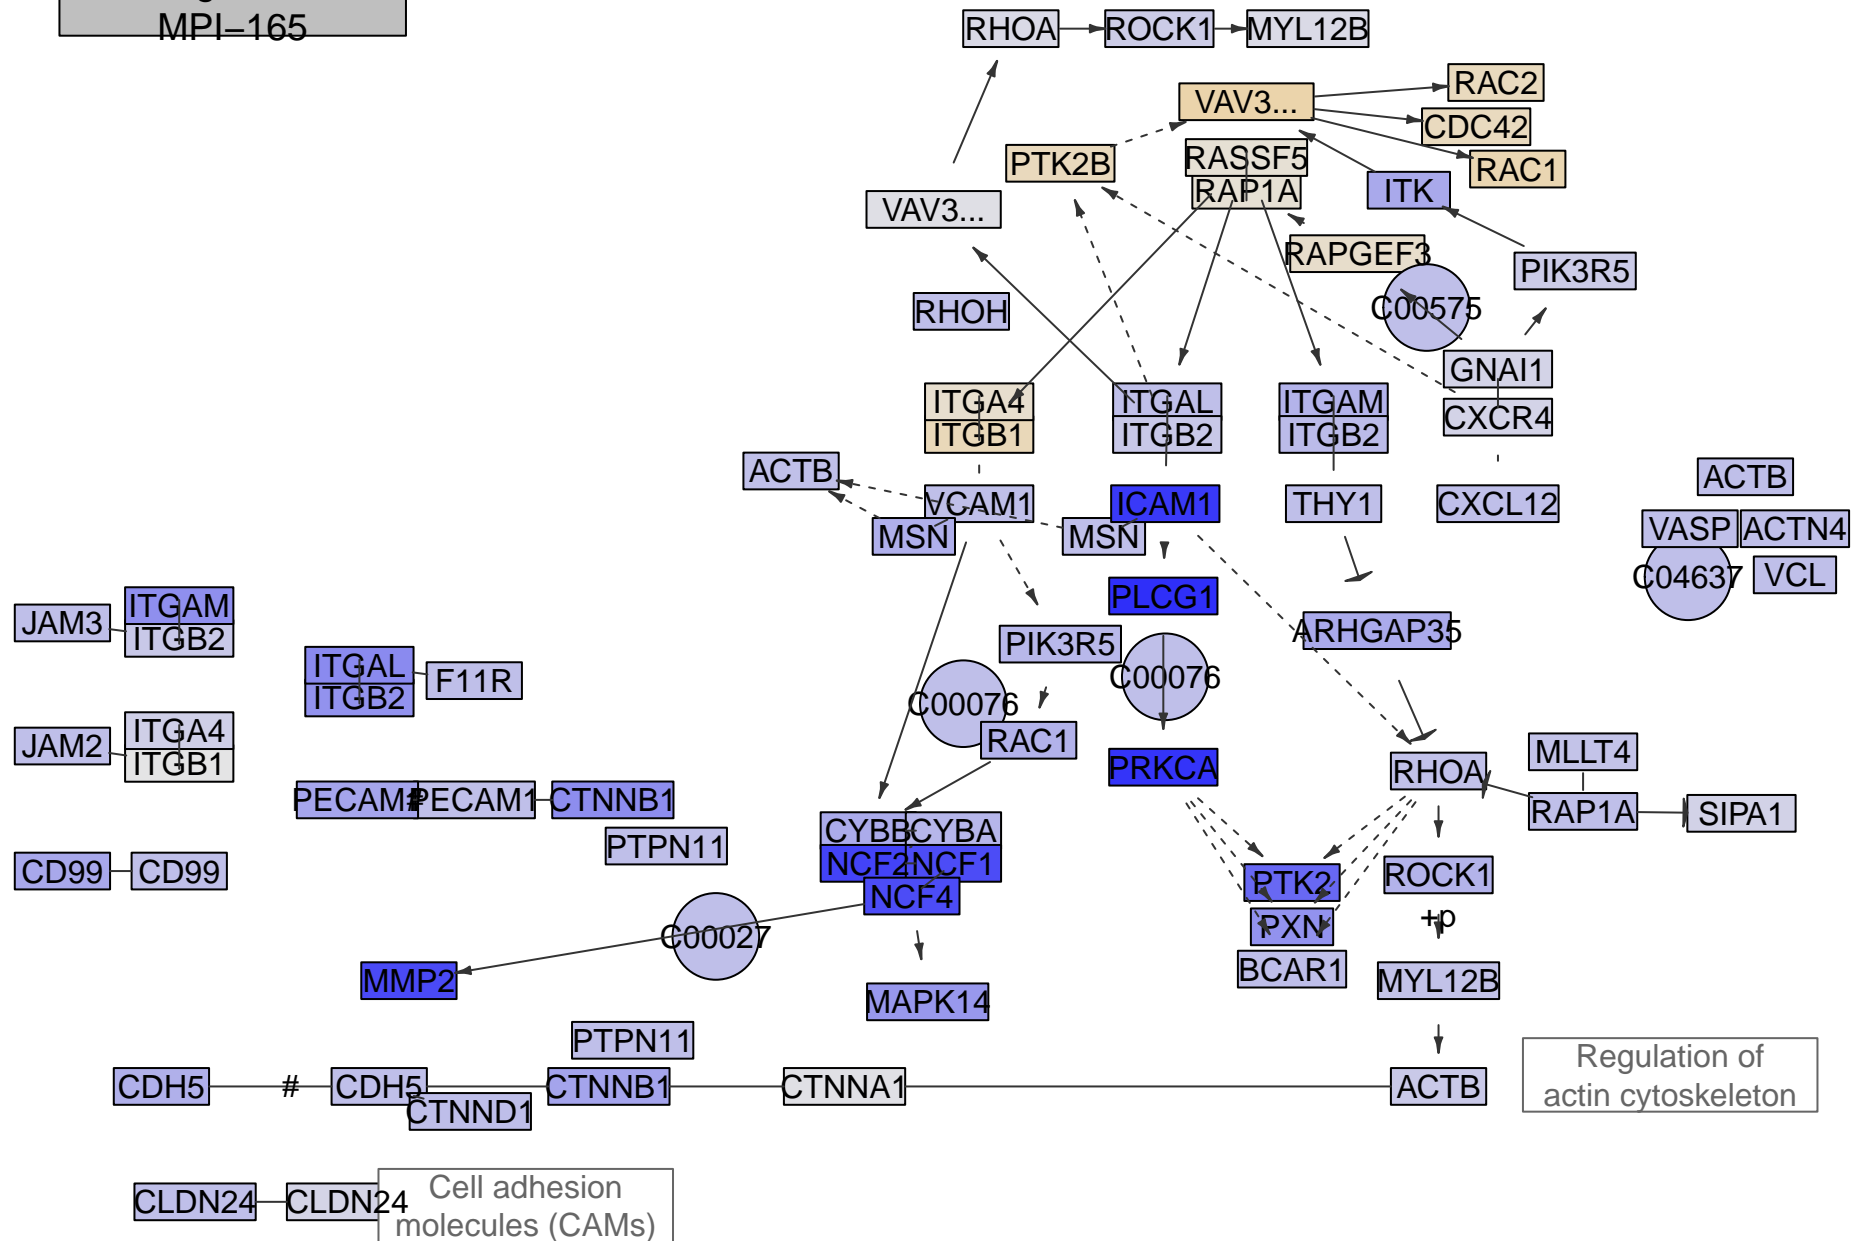 MPI–165
RHOA
ROCK1
MYL12B
VAV3...
RAC2
CDC42
RAC1
PTK2B
RASSF5
RAP1A
ITK
VAV3...
RAPGEF3
PIK3R5
RHOH
C00575
GNAI1
CXCR4
ITGA4
ITGB1
ITGAL
ITGB2
ITGAM
ITGB2
ACTB
VCAM1
MSN
MSN
ICAM1
THY1
CXCL12
ACTB
VASP
ACTN4
C04637
VCL
PLCG1
JAM3
ITGAM
ITGB2
ITGAL
ITGB2
F11R
PIK3R5
C00076
C00076
ARHGAP35
JAM2
ITGA4
ITGB1
RAC1
PRKCA
RHOA
MLLT4
RAP1A
SIPA1
PECAM1
#
PECAM1
CTNNB1
PTPN11
CYBB
CYBA
NCF2
NCF1
NCF4
CD99
CD99
PTK2
PXN
BCAR1
ROCK1
+p
C00027
MMP2
MAPK14
MYL12B
PTPN11
CDH5
#
CDH5
CTNND1
CTNNB1
CTNNA1
ACTB
Regulation of
actin cytoskeleton
CLDN24
CLDN24
Cell adhesion
molecules (CAMs)